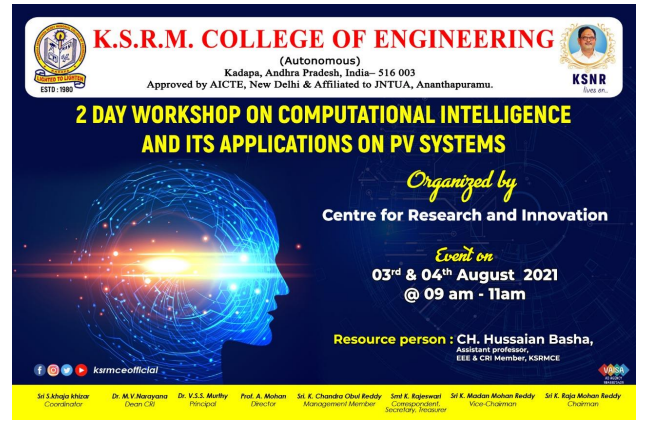 K.S.R.M. COLLEGE OF ENGINEERING
(Autonomous)
Kadapa, Andhra Pradesh, India– 516 003
Approved by AICTE, New Delhi & Affiliated to JNTUA, Ananthapuramu.
LIGHTED TO LIGHTEN
ESTD : 1980
KSNR
lives on..
2 DAY WORKSHOP ON COMPUTATIONAL INTELLIGENCE
AND ITS APPLICATIONS ON PV SYSTEMS
Organized by
Centre for Research and Innovation
Event on
03rd & 04th August 2021
@ 09 am - 11am
Resource person : CH. Hussaian Basha,
Assistant professor,
EEE & CRI Member, KSRMCE
ksrmceofficial
Sri S.khaja khizar
Coordinator
Dr. M.V.Narayana
Dean CRI
Dr. V.S.S. Murthy
Principal
Prof. A. Mohan
Director
Sri. K. Chandra Obul Reddy
Management Member
Smt K. Rajeswari
Correspondent,
Secretary, Treasurer
Sri K. Madan Mohan Reddy
Vice-Chairman
Sri K. Raja Mohan Reddy
Chairman